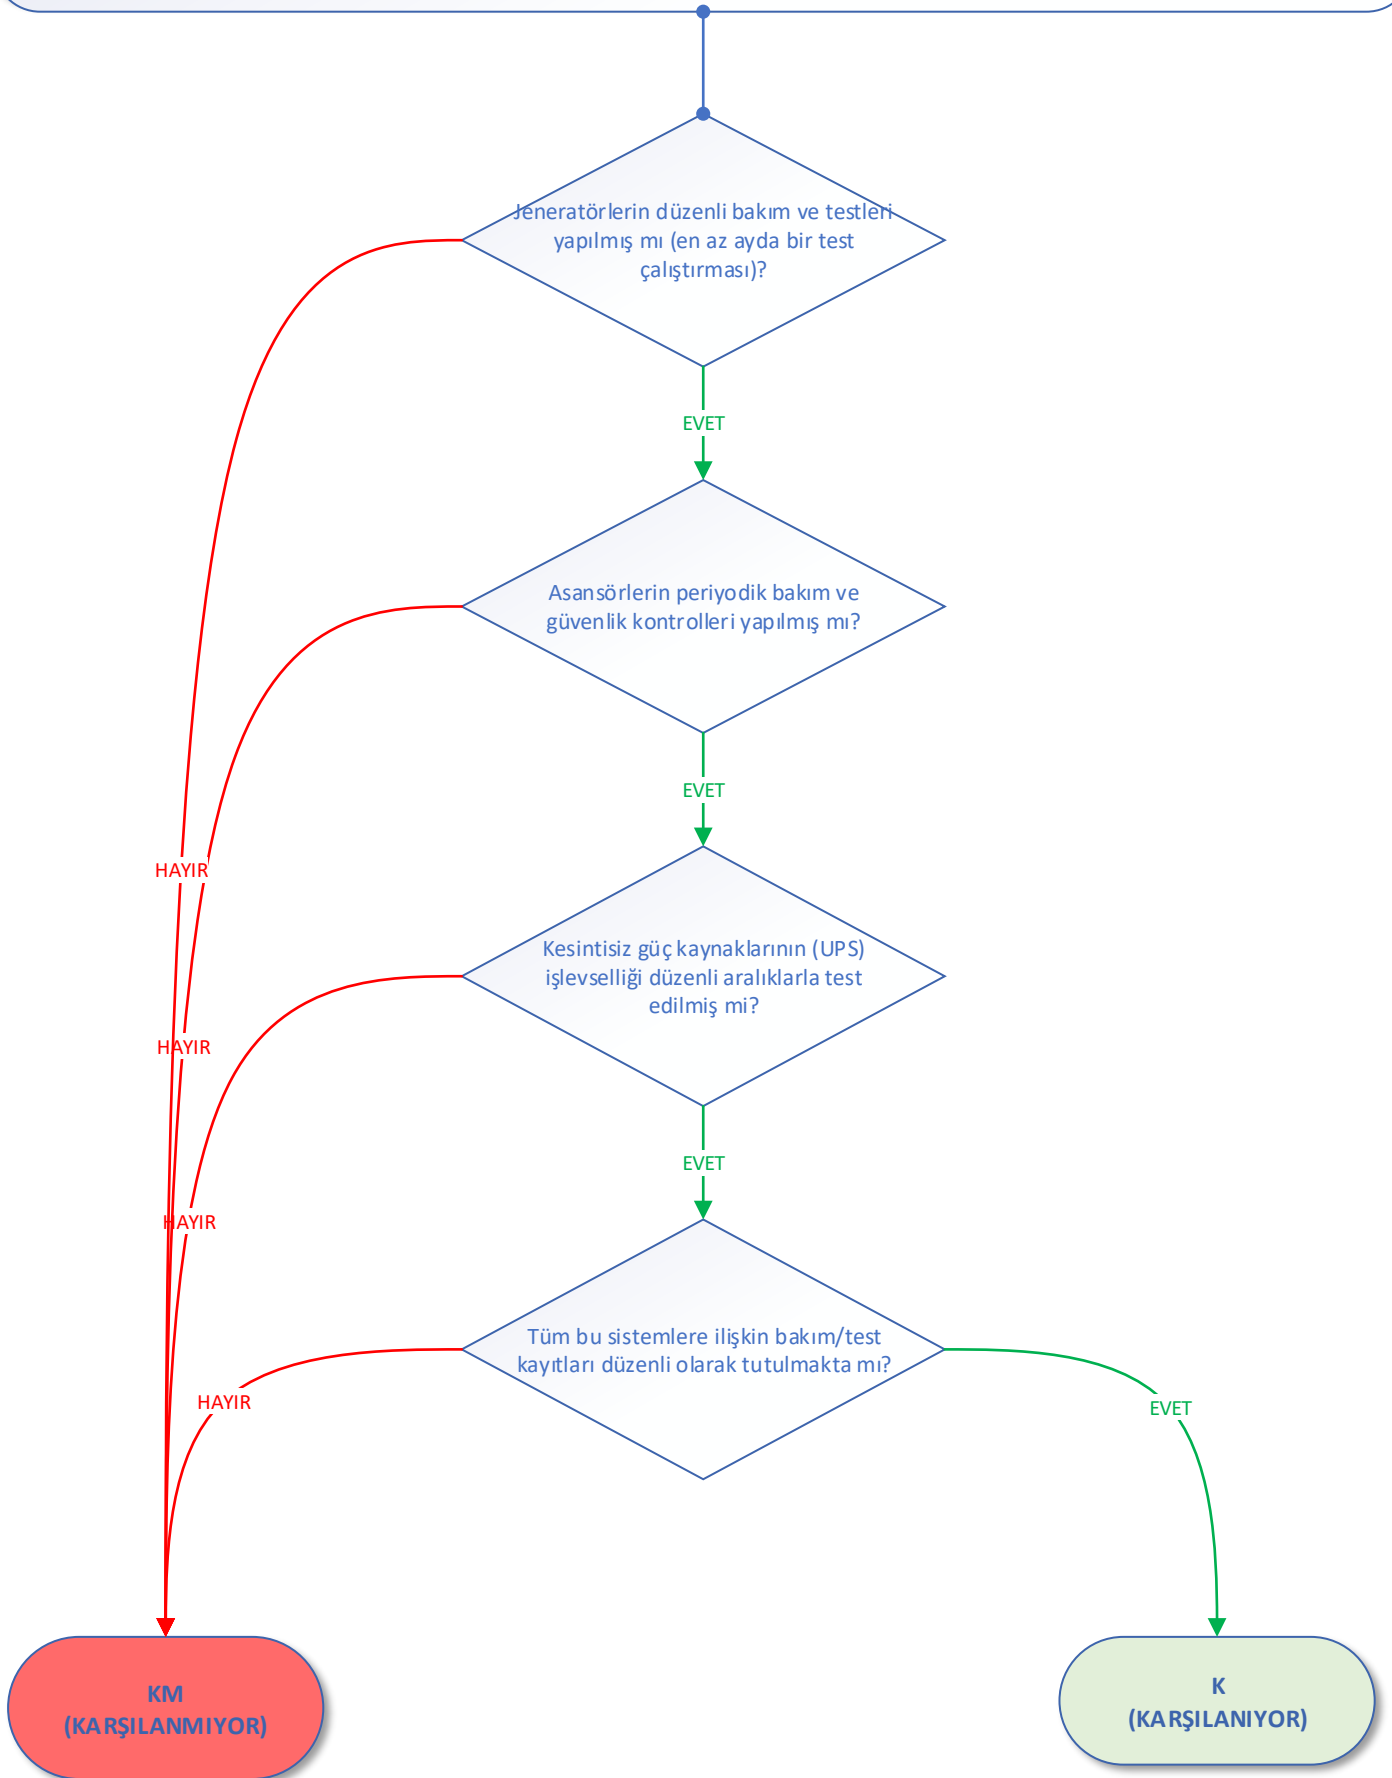 Jeneratörlerin düzenli bakım ve testleri
yapılmış mı (en az ayda bir test
çalıştırması)?
EVET
Asansörlerin periyodik bakım ve
güvenlik kontrolleri yapılmış mı?
EVET
HAYIR
Kesintisiz güç kaynaklarının (UPS)
işlevselliği düzenli aralıklarla test
edilmiş mi?
HAYIR
EVET
HAYIR
Tüm bu sistemlere ilişkin bakım/test
kayıtları düzenli olarak tutulmakta mı?
HAYIR
EVET
KM
(KARŞILANMIYOR)
K
(KARŞILANIYOR)